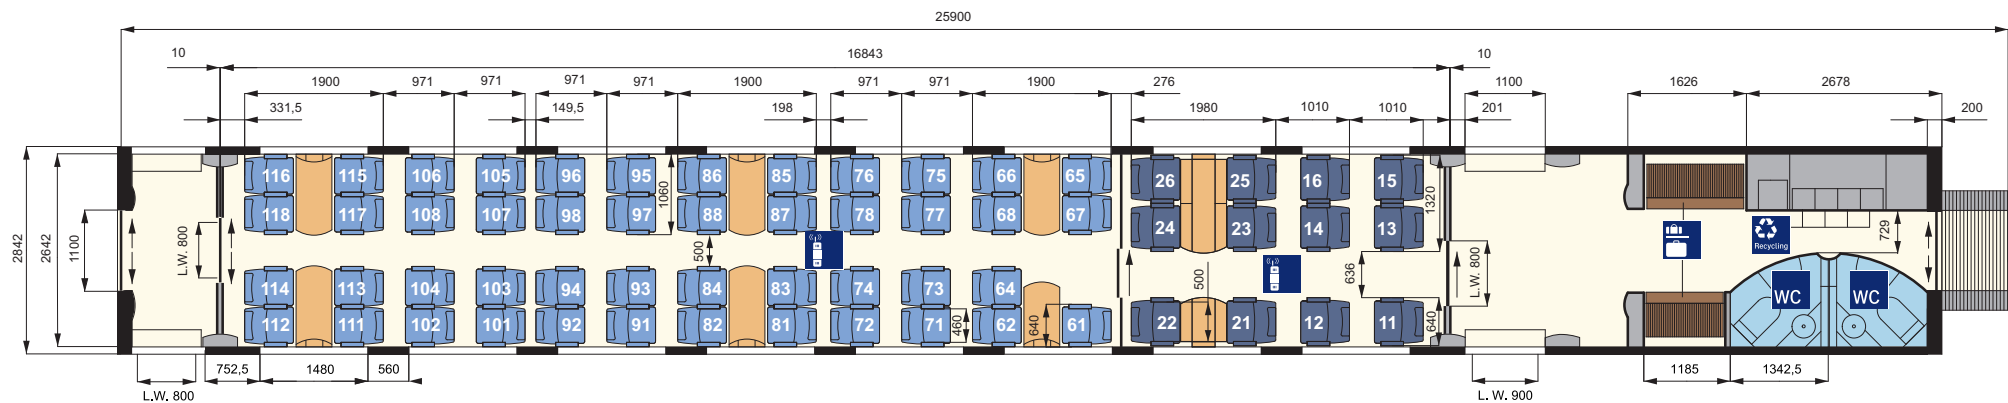 25900
10 16843 10
1900 971 971 971 971 1900 971 971 1900 276 1100 1626 2678
331,5 149,5 198 1980 1010 1010 201 200
116 115 106 105 96 95 86 85 76 75 66 65 26 25 16 15
118 117 108 107 98 97 88 87 78 77 68 67 24 23 14 13
1060 1320
2842 2642 1100 L.W. 800 500 500 636 L.W. 800 Recycling 729
114 113 104 103 94 93 84 83 74 73 64
112 111 102 101 92 91 82 81 72 71 62 61 22 21 12 11
460 640 640
WC WC
752,5 1480 560 1185 1342,5
L.W. 800 L. W. 900